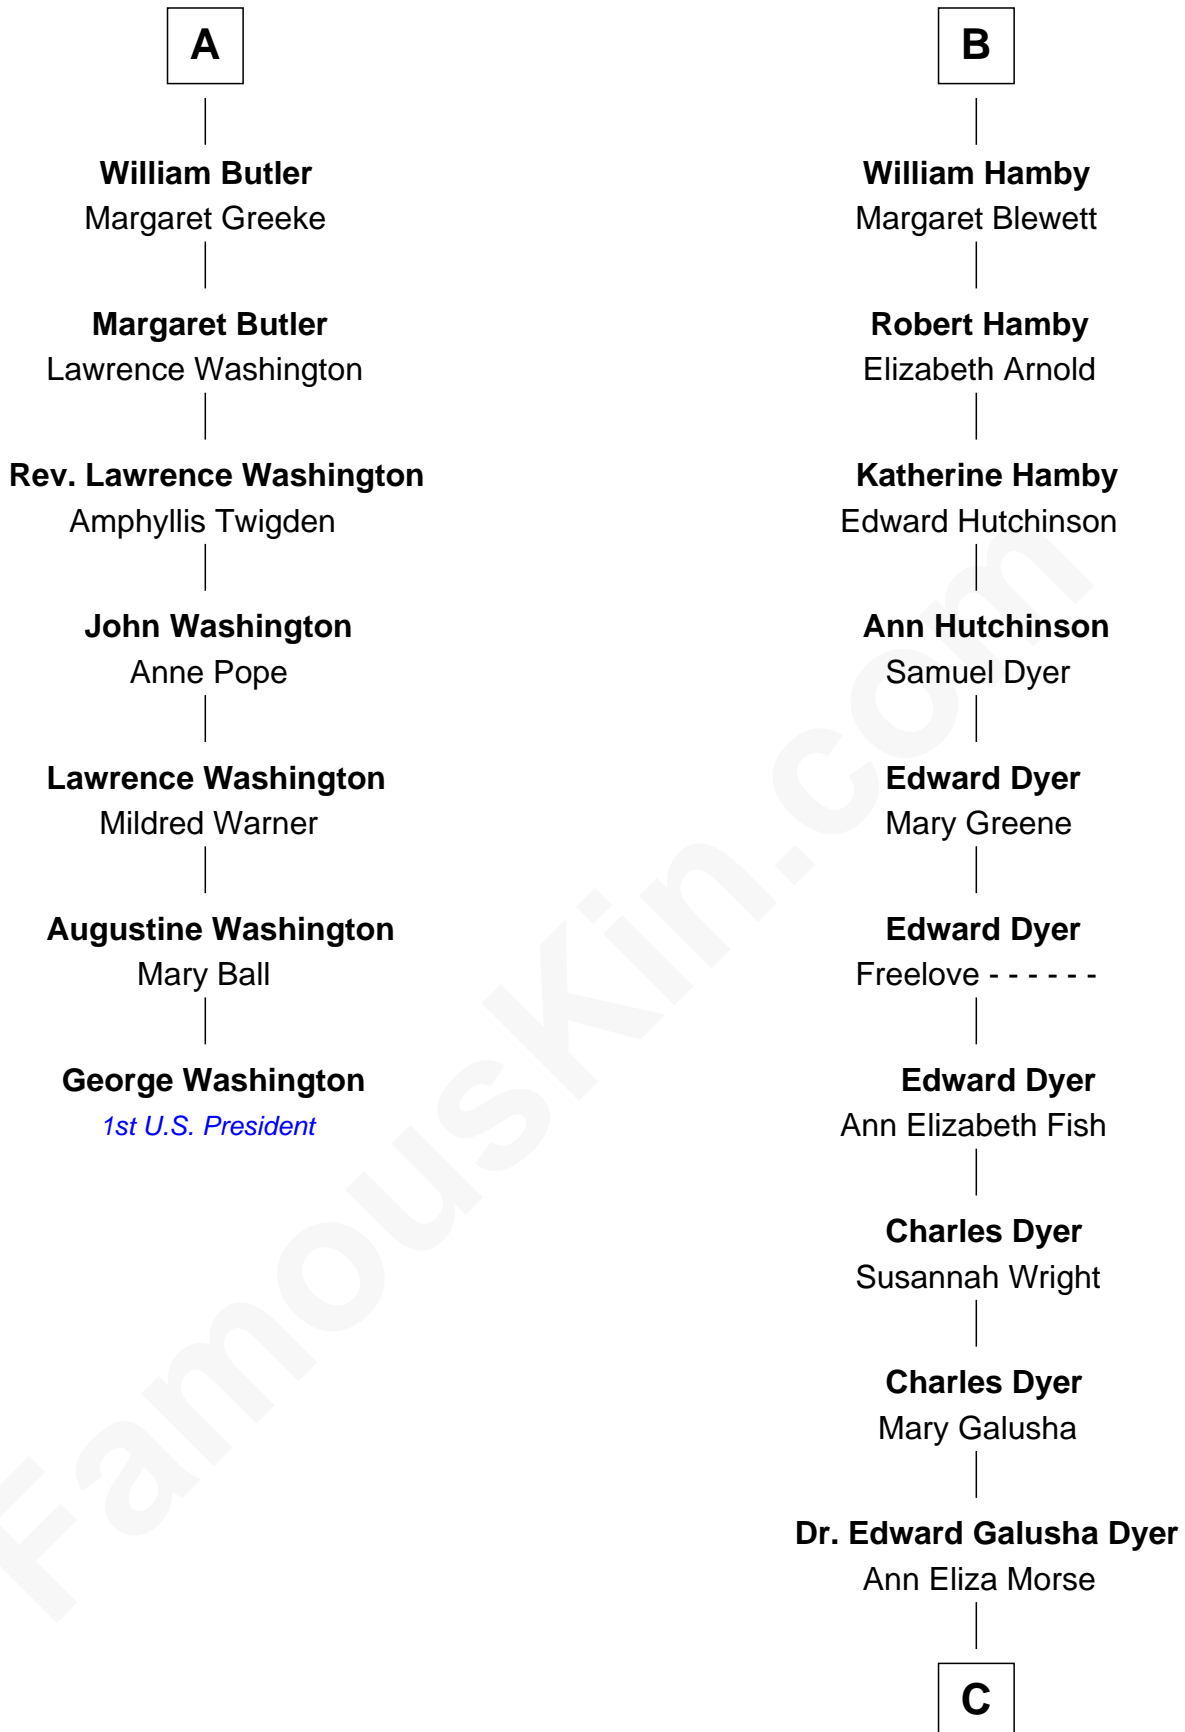 A
William Butler
Margaret Greeke
Margaret Butler
Lawrence Washington
Rev. Lawrence Washington
Amphyllis Twigden
John Washington
Anne Pope
Lawrence Washington
Mildred Warner
Augustine Washington
Mary Ball
George Washington
1st U.S. President
B
William Hamby
Margaret Blewett
Robert Hamby
Elizabeth Arnold
Katherine Hamby
Edward Hutchinson
Ann Hutchinson
Samuel Dyer
Edward Dyer
Mary Greene
Edward Dyer
Freelove - - - - - -
Edward Dyer
Ann Elizabeth Fish
Charles Dyer
Susannah Wright
Charles Dyer
Mary Galusha
Dr. Edward Galusha Dyer
Ann Eliza Morse
C
FamousKin.com